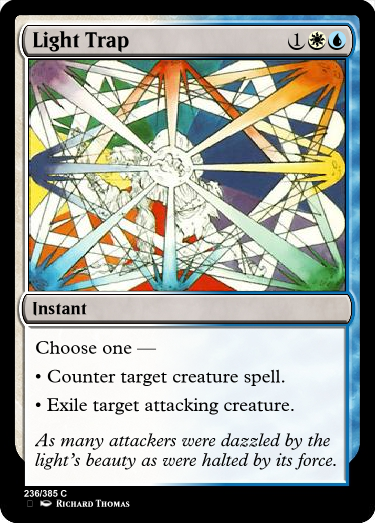 Light Trap 1
Instant
Choose one —
• Counter target creature spell.
• Exile target attacking creature.
As many attackers were dazzled by the
light's beauty as were halted by its force.
236/385 C
Richard Thomas